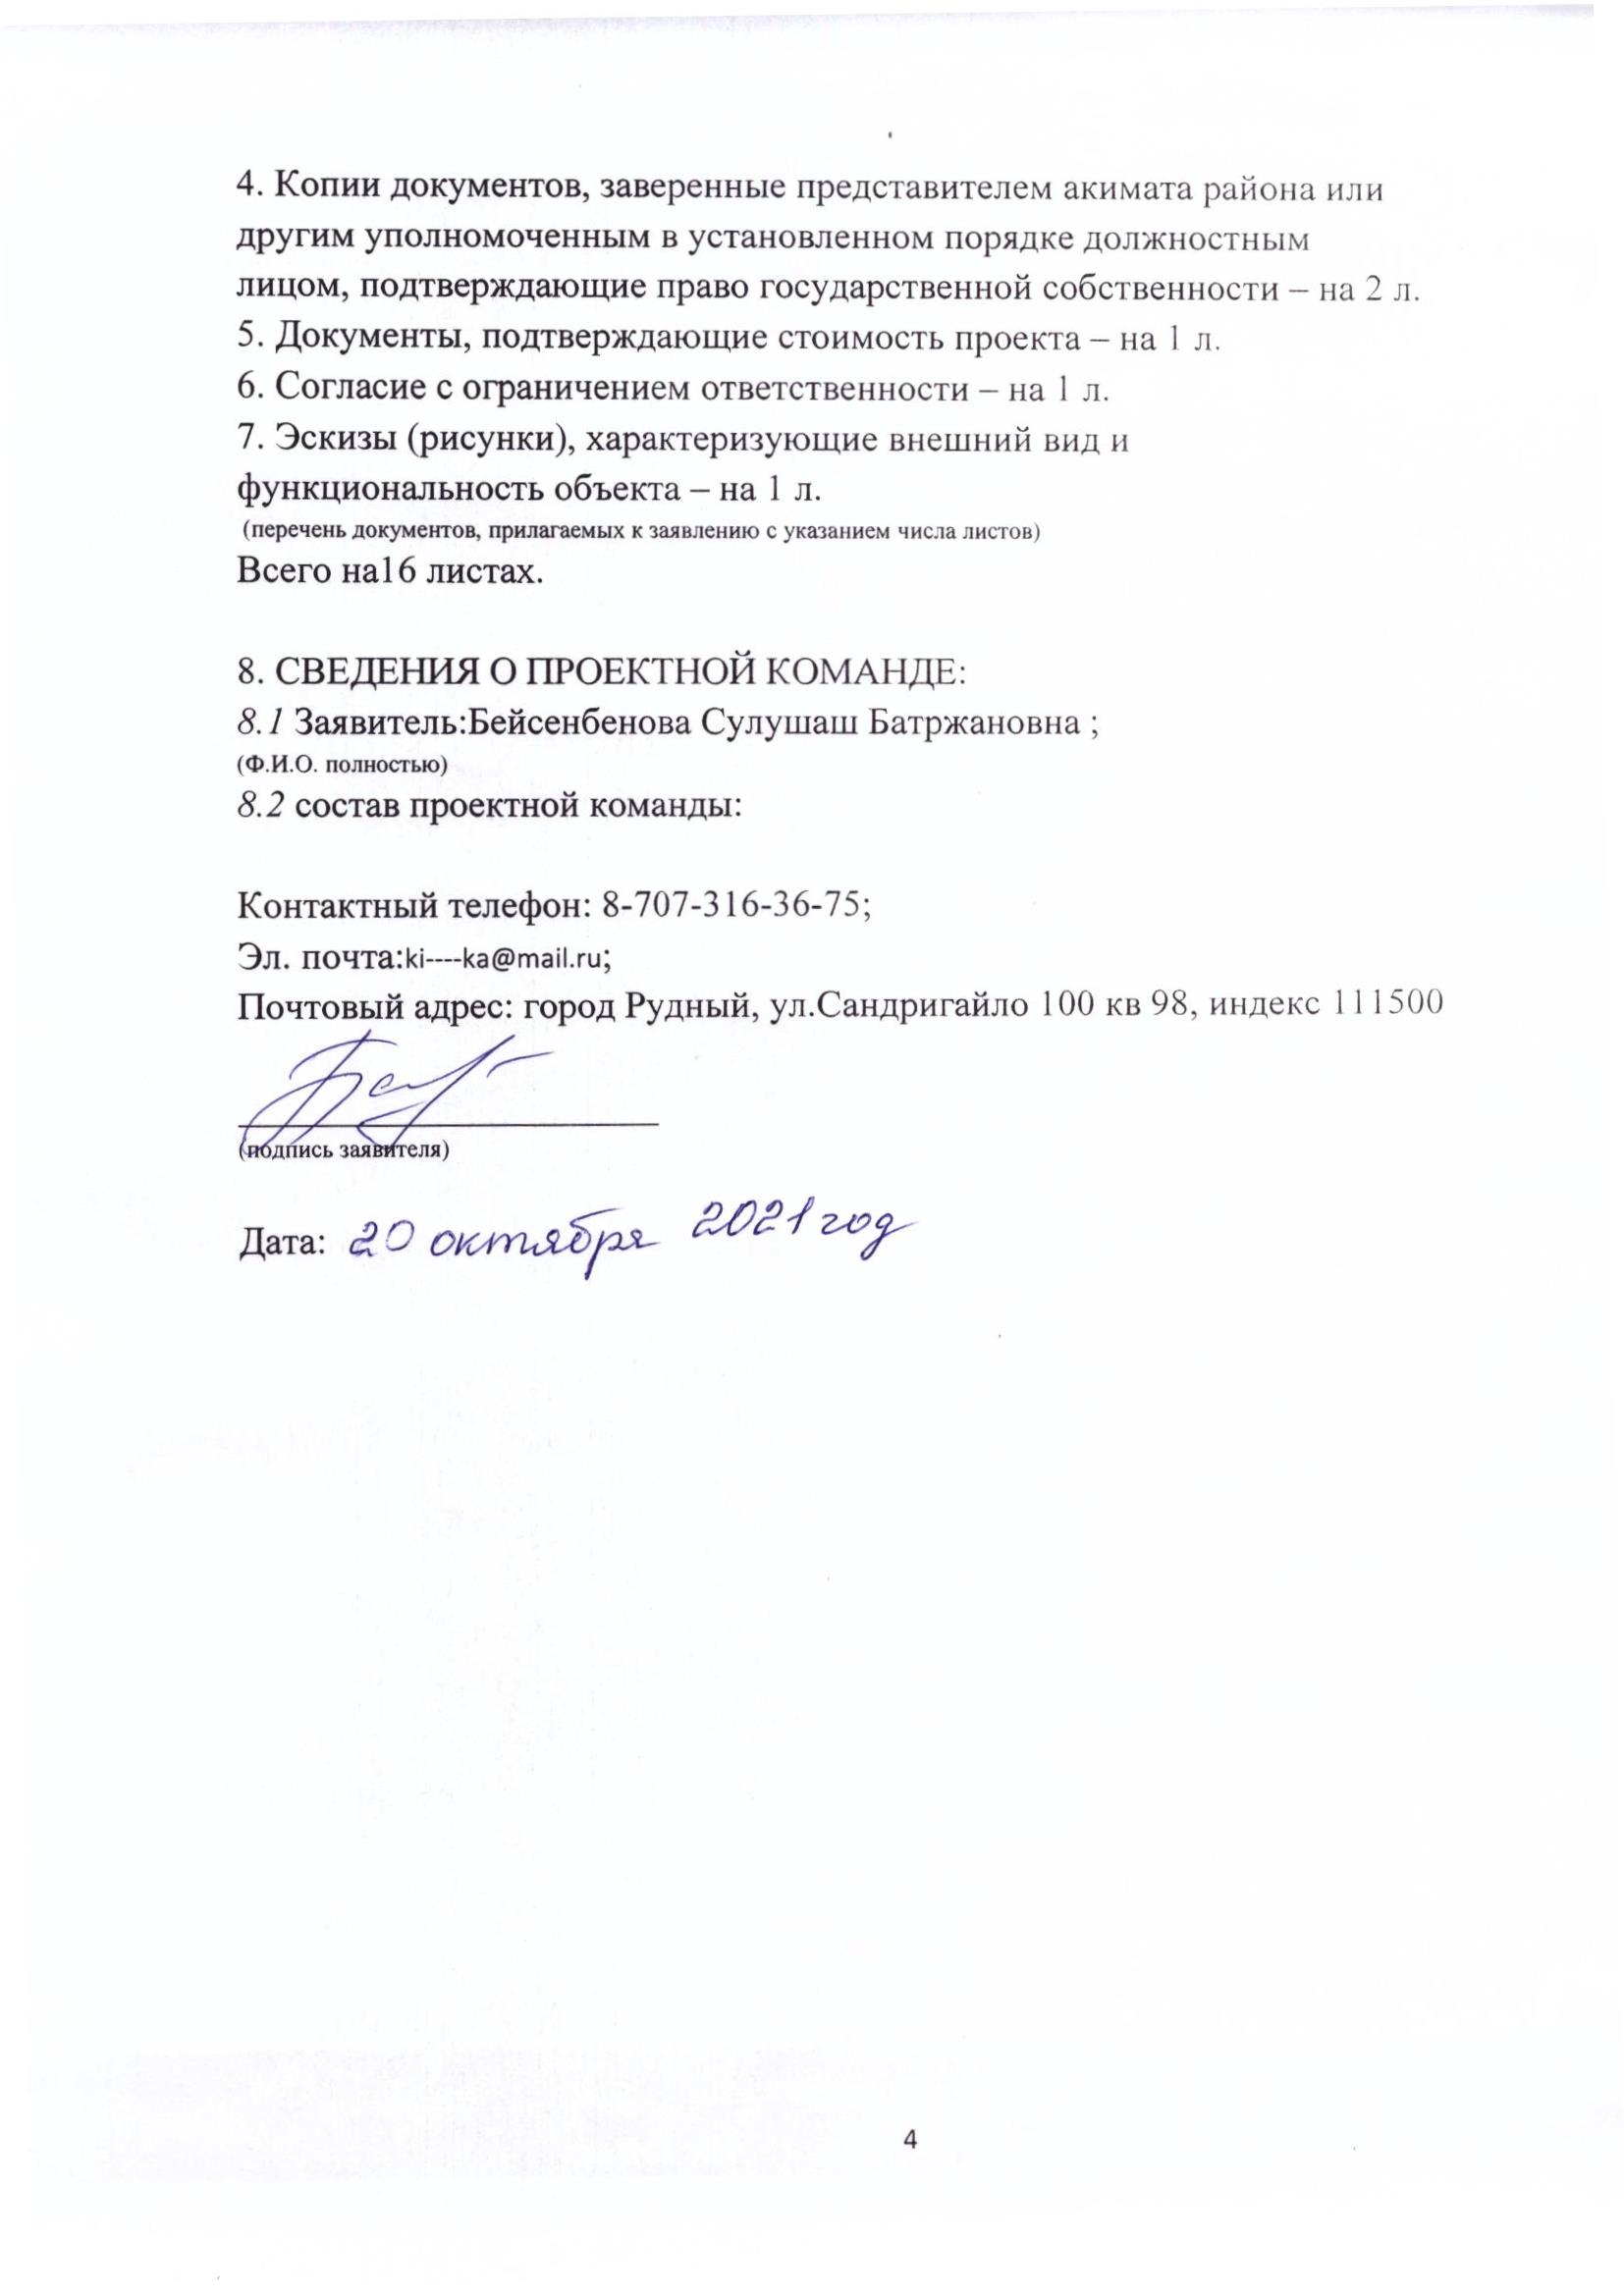 4. Копии документов, заверенные представителем акимата района или
другим уполномоченным в установленном порядке должностным
лицом, подтверждающие право государственной собственности – на 2 л.
5. Документы, подтверждающие стоимость проекта – на 1 л.
6. Согласие с ограничением ответственности – на 1 л.
7. Эскизы (рисунки), характеризующие внешний вид и
функциональность объекта – на 1 л.
(перечень документов, прилагаемых к заявлению с указанием числа листов)
Всего на16 листах.
8. СВЕДЕНИЯ О ПРОЕКТНОЙ КОМАНДЕ:
8.1 Заявитель:Бейсенбенова Сулушаш Батржановна ;
(Ф.И.О. полностью)
8.2 состав проектной команды:
Контактный телефон: 8-707-316-36-75;
Эл. почта:ki----ka@mail.ru;
Почтовый адрес: город Рудный, ул.Сандригайло 100 кв 98, индекс 111500
(подпись заявителя)
Дата: 20 октября 2021 год
4